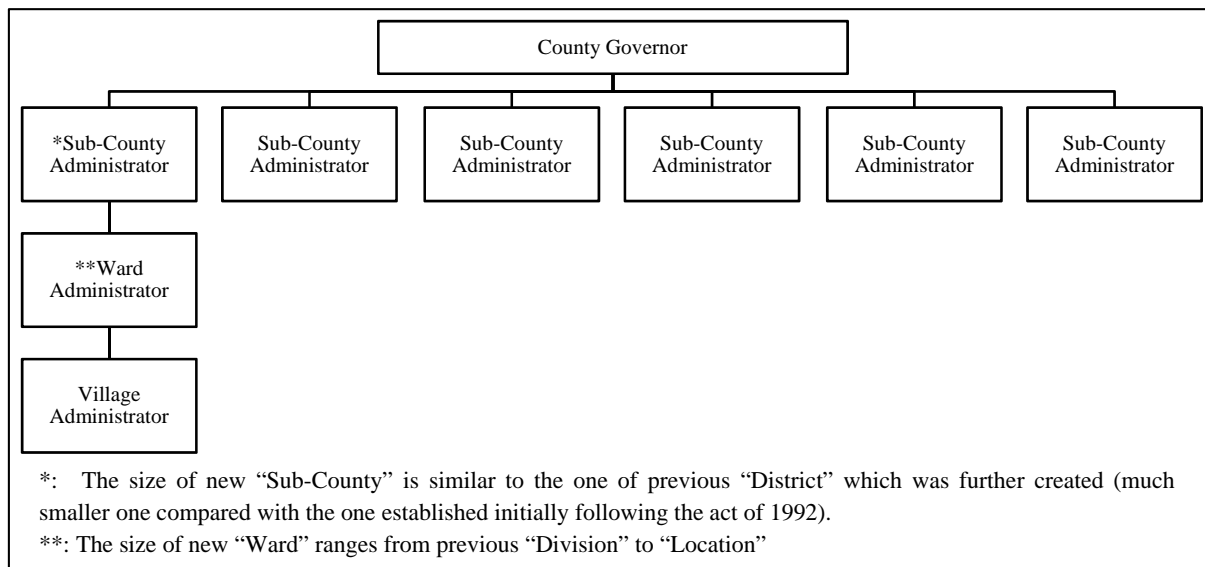 County Governor
*Sub-County
Administrator
Sub-County
Administrator
Sub-County
Administrator
Sub-County
Administrator
Sub-County
Administrator
Sub-County
Administrator
**Ward
Administrator
Village
Administrator
*: The size of new “Sub-County” is similar to the one of previous “District” which was further created (much
smaller one compared with the one established initially following the act of 1992).
**: The size of new “Ward” ranges from previous “Division” to “Location”